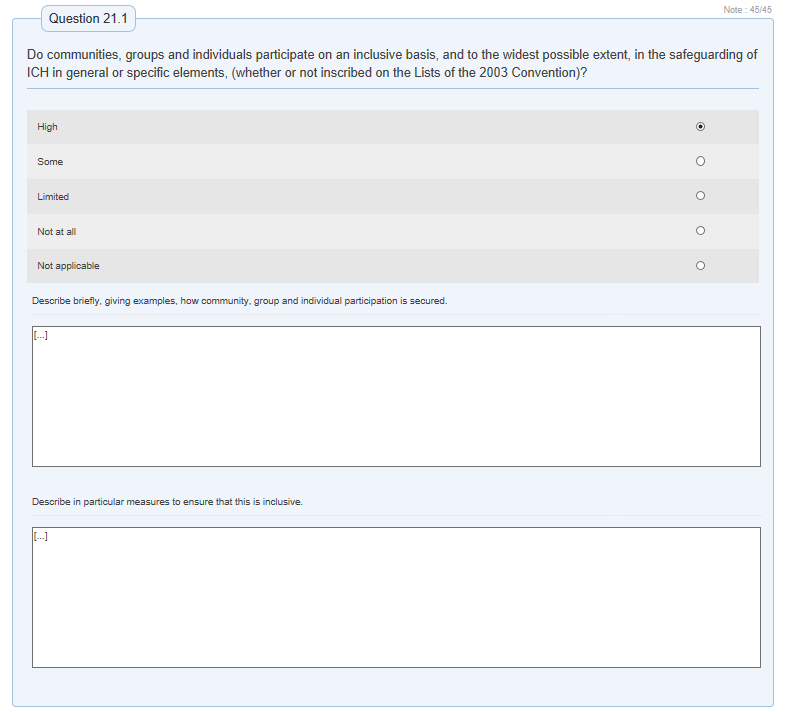 Note : 45/45
Question 21.1
Do communities, groups and individuals participate on an inclusive basis, and to the widest possible extent, in the safeguarding of
ICH in general or specific elements, (whether or not inscribed on the Lists of the 2003 Convention)?
High
Some
Limited
Not at all
Not applicable
Describe briefly, giving examples, how community, group and individual participation is secured.
[...]
Describe in particular measures to ensure that this is inclusive.
[...]